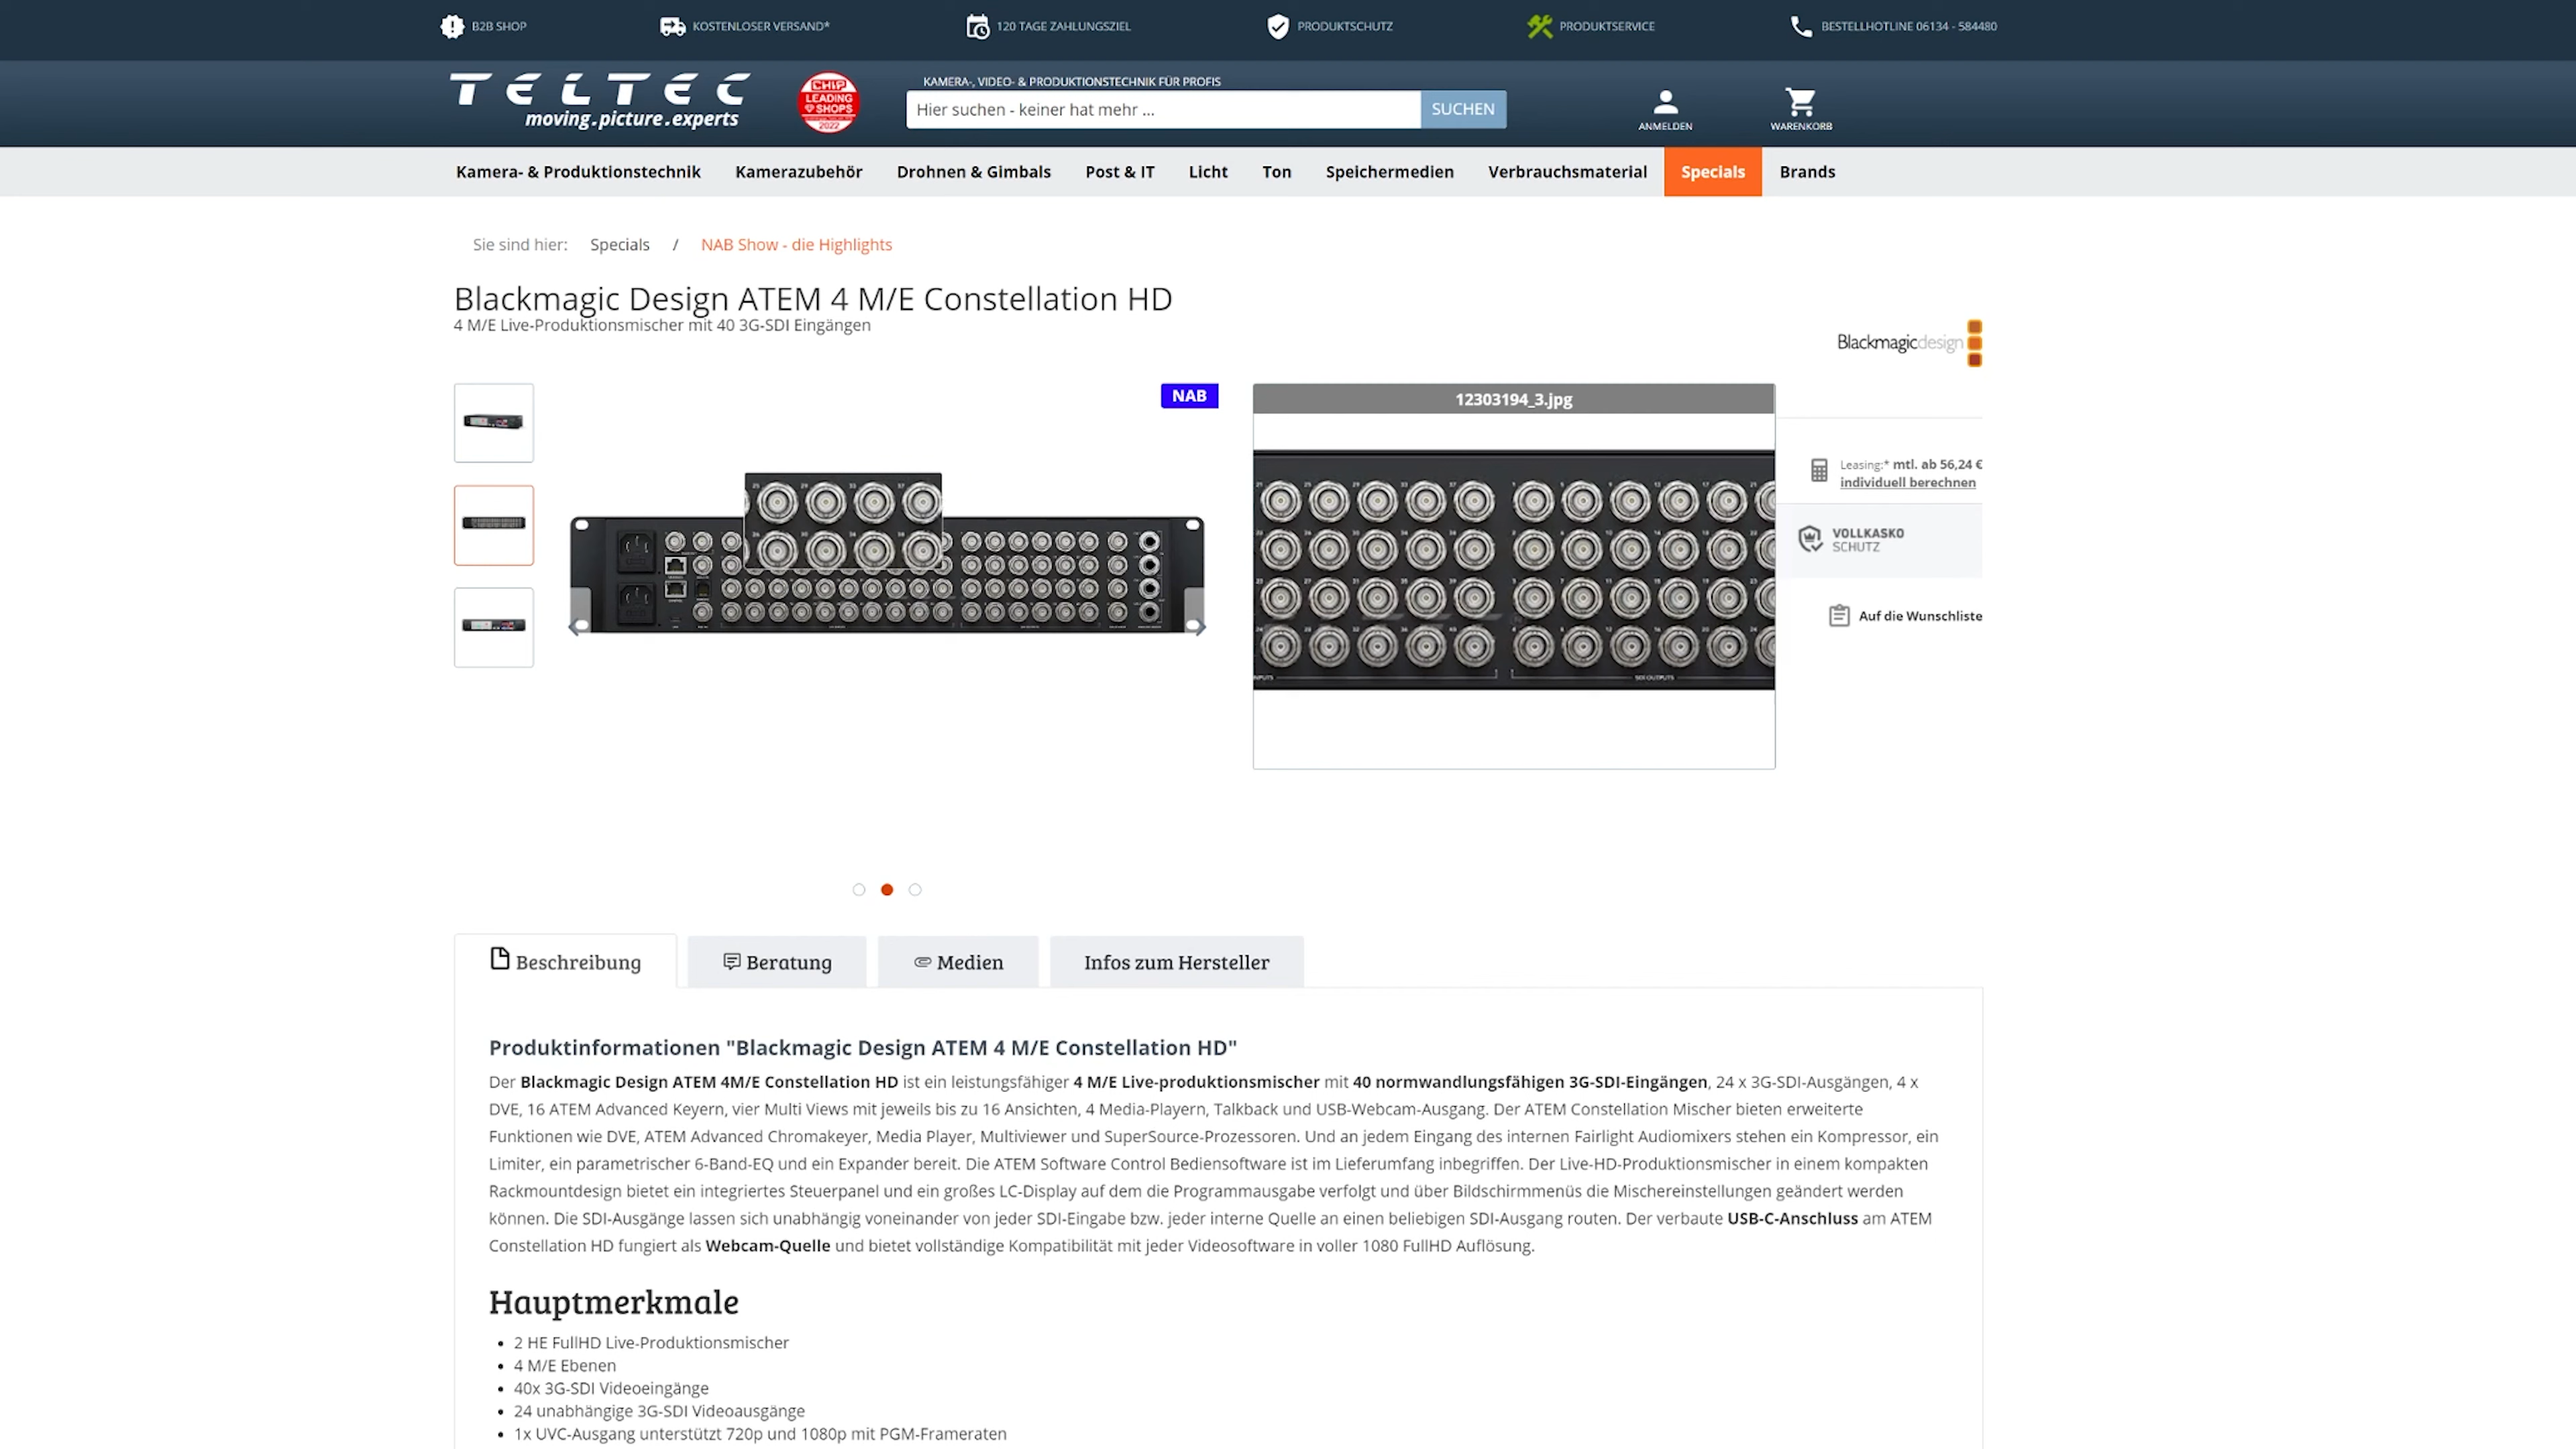 B2B SHOP
KOSTENLOSER VERSAND*
120 TAGE ZAHLUNGSZIEL
PRODUKTSCHUTZ
PRODUKTSERVICE
BESTELLHOTLINE 06134 - 584480
TELTEC
moving.picture.experts
CHIP
LEADING
SHOPS
2022
KAMERA-, VIDEO- & PRODUKTIONSTECHNIK FÜR PROFIS
Hier suchen - keiner hat mehr ...
SUCHEN
ANMELDEN
WARENKORB
Kamera- & Produktionstechnik
Kamerazubehör
Drohnen & Gimbals
Post & IT
Licht
Ton
Speichermedien
Verbrauchsmaterial
Specials
Brands
Sie sind hier: Specials / NAB Show - die Highlights
Blackmagic Design ATEM 4 M/E Constellation HD
4 M/E Live-Produktionsmischer mit 40 3G-SDI Eingängen
Blackmagicdesign
NAB
12303194_3.jpg
Leasing:* mtl. ab 56,24 €
individuell berechnen
VOLLKASKO
SCHUTZ
Auf die Wunschliste
SDI OUTPUTS
Beschreibung
Beratung
Medien
Infos zum Hersteller
Produktinformationen "Blackmagic Design ATEM 4 M/E Constellation HD"
Der Blackmagic Design ATEM 4M/E Constellation HD ist ein leistungsfähiger 4 M/E Live-produktionsmischer mit 40 normwandlungsfähigen 3G-SDI-Eingängen, 24 x 3G-SDI-Ausgängen, 4 x
DVE, 16 ATEM Advanced Keyern, vier Multi Views mit jeweils bis zu 16 Ansichten, 4 Media-Playern, Talkback und USB-Webcam-Ausgang. Der ATEM Constellation Mischer bieten erweiterte
Funktionen wie DVE, ATEM Advanced Chromakeyer, Media Player, Multiviewer und SuperSource-Prozessoren. Und an jedem Eingang des internen Fairlight Audiomixers stehen ein Kompressor, ein
Limiter, ein parametrischer 6-Band-EQ und ein Expander bereit. Die ATEM Software Control Bediensoftware ist im Lieferumfang inbegriffen. Der Live-HD-Produktionsmischer in einem kompakten
Rackmountdesign bietet ein integriertes Steuerpanel und ein großes LC-Display auf dem die Programmausgabe verfolgt und über Bildschirmmenüs die Mischereinstellungen geändert werden
können. Die SDI-Ausgänge lassen sich unabhängig voneinander von jeder SDI-Eingabe bzw. jeder interne Quelle an einen beliebigen SDI-Ausgang routen. Der verbaute USB-C-Anschluss am ATEM
Constellation HD fungiert als Webcam-Quelle und bietet vollständige Kompatibilität mit jeder Videosoftware in voller 1080 FullHD Auflösung.
Hauptmerkmale
• 2 HE FullHD Live-Produktionsmischer
• 4 M/E Ebenen
• 40x 3G-SDI Videoeingänge
• 24 unabhängige 3G-SDI Videoausgänge
• 1x UVC-Ausgang unterstützt 720p und 1080p mit PGM-Frameraten